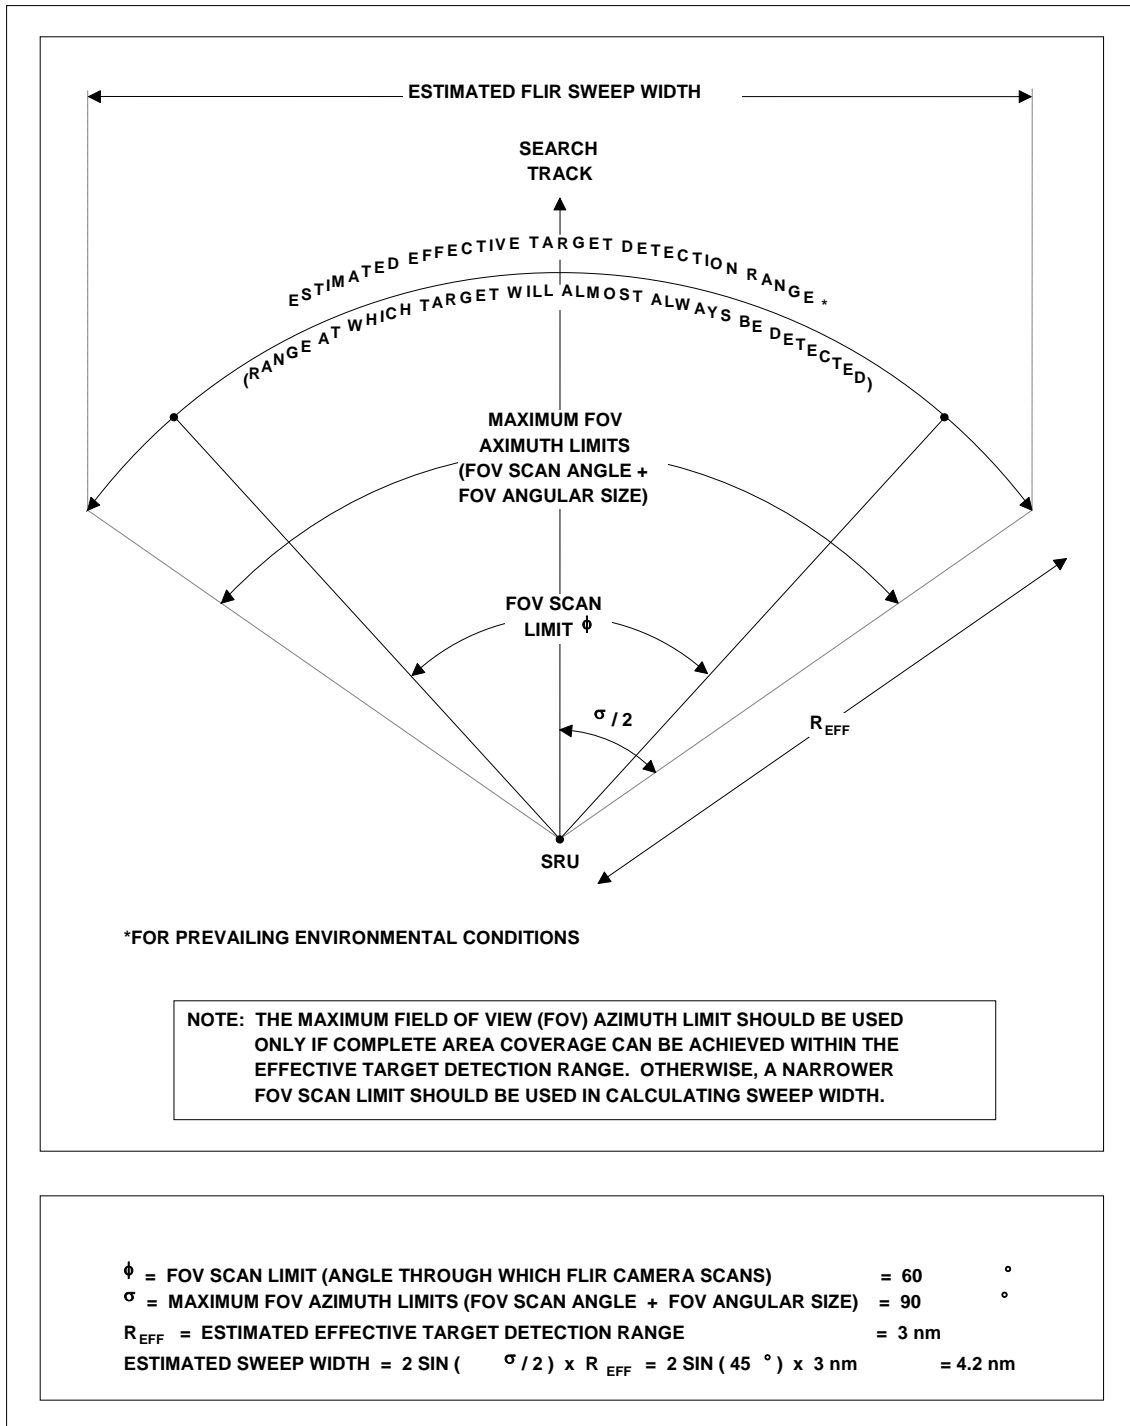 ESTIMATED FLIR SWEEP WIDTH
SEARCH
TRACK
ESTIMATED EFFECTIVE TARGET DETECTION RANGE *
(RANGE AT WHICH TARGET WILL ALMOST ALWAYS BE DETECTED)
MAXIMUM FOV
AXIMUTH LIMITS
(FOV SCAN ANGLE +
FOV ANGULAR SIZE)
FOV SCAN
LIMIT ϕ
σ / 2
R EFF
SRU
*FOR PREVAILING ENVIRONMENTAL CONDITIONS
NOTE: THE MAXIMUM FIELD OF VIEW (FOV) AZIMUTH LIMIT SHOULD BE USED
ONLY IF COMPLETE AREA COVERAGE CAN BE ACHIEVED WITHIN THE
EFFECTIVE TARGET DETECTION RANGE. OTHERWISE, A NARROWER
FOV SCAN LIMIT SHOULD BE USED IN CALCULATING SWEEP WIDTH.
ϕ = FOV SCAN LIMIT (ANGLE THROUGH WHICH FLIR CAMERA SCANS) = 60 °
σ = MAXIMUM FOV AZIMUTH LIMITS (FOV SCAN ANGLE + FOV ANGULAR SIZE) = 90 °
R EFF = ESTIMATED EFFECTIVE TARGET DETECTION RANGE = 3 nm
ESTIMATED SWEEP WIDTH = 2 SIN ( σ / 2 ) x R EFF = 2 SIN ( 45 ° ) x 3 nm = 4.2 nm